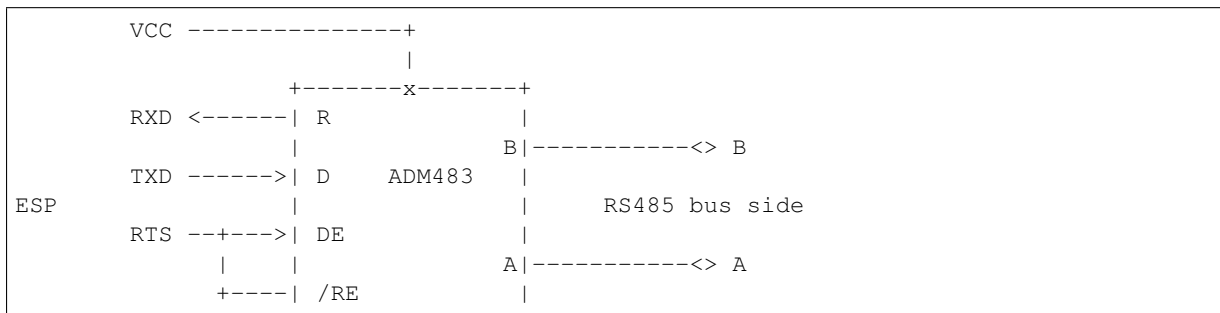 VCC ---------------+
                           |
                   +-------x-------+
        RXD <------| R             |
                   |              B|-----------<> B
        TXD ------>| D    ADM483   |
ESP                |               |     RS485 bus side
        RTS --+--->| DE            |
              |    |              A|-----------<> A
              +----| /RE           |